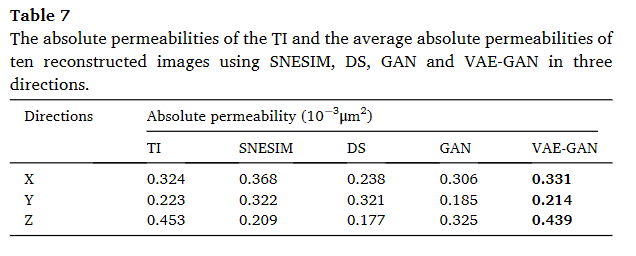 Table 7
The absolute permeabilities of the TI and the average absolute permeabilities of
ten reconstructed images using SNESIM, DS, GAN and VAE-GAN in three
directions.
Directions Absolute permeability (10⁻³μm²)
TI SNESIM DS GAN VAE-GAN
X 0.324 0.368 0.238 0.306 0.331
Y 0.223 0.322 0.321 0.185 0.214
Z 0.453 0.209 0.177 0.325 0.439